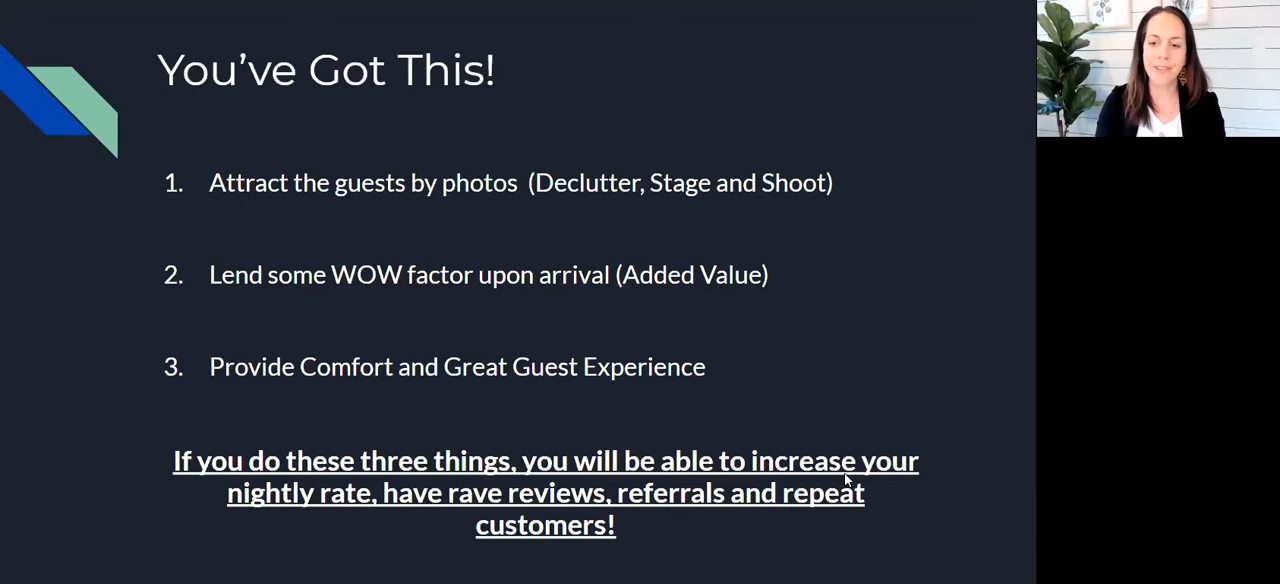 You've Got This!
1. Attract the guests by photos (Declutter, Stage and Shoot)
2. Lend some WOW factor upon arrival (Added Value)
3. Provide Comfort and Great Guest Experience
If you do these three things, you will be able to increase your
nightly rate, have rave reviews, referrals and repeat
customers!